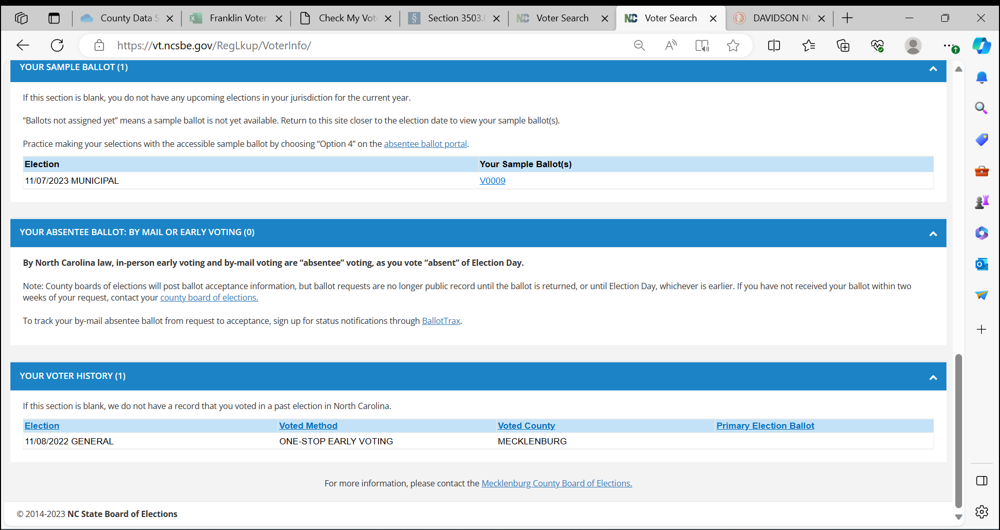 County Data S
Franklin Voter
Check My Vot
Section 3503.
Voter Search
NC Voter Search
DAVIDSON N
https://vt.ncsbe.gov/RegLkup/VoterInfo/
YOUR SAMPLE BALLOT (1)
If this section is blank, you do not have any upcoming elections in your jurisdiction for the current year.
“Ballots not assigned yet” means a sample ballot is not yet available. Return to this site closer to the election date to view your sample ballot(s).
Practice making your selections with the accessible sample ballot by choosing “Option 4” on the absentee ballot portal.
Election Your Sample Ballot(s)
11/07/2023 MUNICIPAL V0009
YOUR ABSENTEE BALLOT: BY MAIL OR EARLY VOTING (0)
By North Carolina law, in-person early voting and by-mail voting are “absentee” voting, as you vote “absent” of Election Day.
Note: County boards of elections will post ballot acceptance information, but ballot requests are no longer public record until the ballot is returned, or until Election Day, whichever is earlier. If you have not received your ballot within two
weeks of your request, contact your county board of elections.
To track your by-mail absentee ballot from request to acceptance, sign up for status notifications through BallotTrax.
YOUR VOTER HISTORY (1)
If this section is blank, we do not have a record that you voted in a past election in North Carolina.
Election Voted Method Voted County Primary Election Ballot
11/08/2022 GENERAL ONE-STOP EARLY VOTING MECKLENBURG
For more information, please contact the Mecklenburg County Board of Elections.
© 2014-2023 NC State Board of Elections